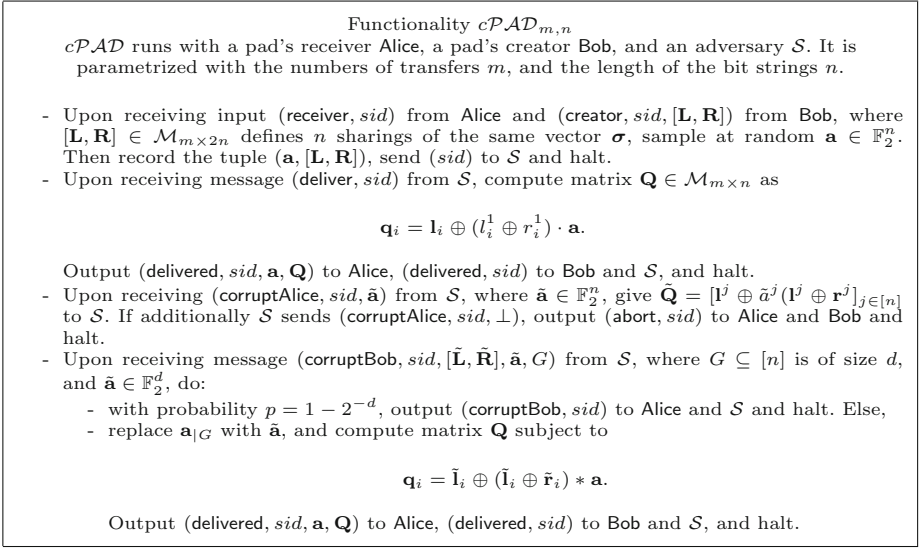 Functionality cPAD_{m,n}
cPAD runs with a pad's receiver Alice, a pad's creator Bob, and an adversary S. It is
parametrized with the numbers of transfers m, and the length of the bit strings n.
- Upon receiving input (receiver, sid) from Alice and (creator, sid, [L, R]) from Bob, where
[L, R] ∈ M_{m×2n} defines n sharings of the same vector σ, sample at random a ∈ F_2^n.
Then record the tuple (a, [L, R]), send (sid) to S and halt.
- Upon receiving message (deliver, sid) from S, compute matrix Q ∈ M_{m×n} as
q_i = l_i ⊕ (l_i^1 ⊕ r_i^1) · a.
Output (delivered, sid, a, Q) to Alice, (delivered, sid) to Bob and S, and halt.
- Upon receiving (corruptAlice, sid, ã) from S, where ã ∈ F_2^n, give Q̃ = [l^j ⊕ ã^j(l^j ⊕ r^j]_{j∈[n]}
to S. If additionally S sends (corruptAlice, sid, ⊥), output (abort, sid) to Alice and Bob and
halt.
- Upon receiving message (corruptBob, sid, [L̃, R̃], ã, G) from S, where G ⊆ [n] is of size d,
and ã ∈ F_2^d, do:
- with probability p = 1 − 2^{−d}, output (corruptBob, sid) to Alice and S and halt. Else,
- replace a_{|G} with ã, and compute matrix Q subject to
q_i = l̃_i ⊕ (l̃_i ⊕ r̃_i) ∗ a.
Output (delivered, sid, a, Q) to Alice, (delivered, sid) to Bob and S, and halt.